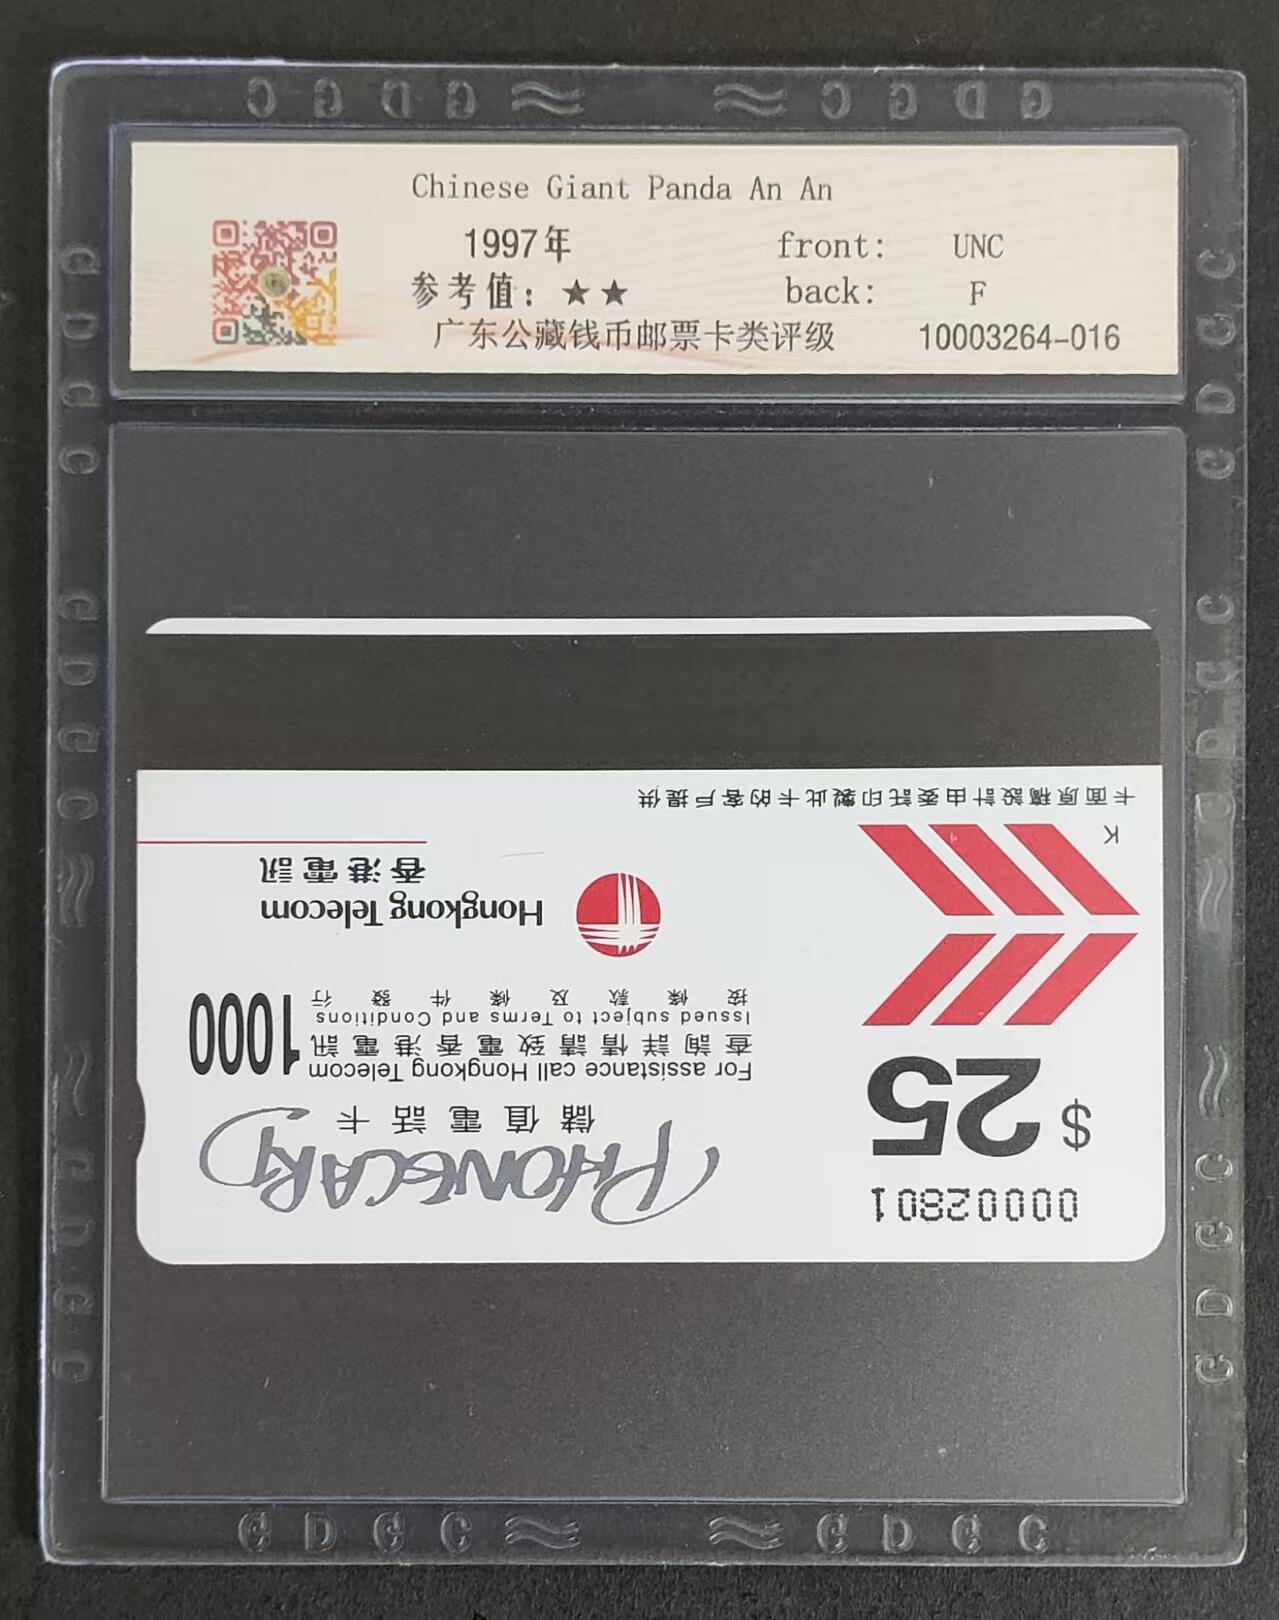 GDGC GDGC
Chinese Giant Panda An An
1997年 front: UNC
参考值：★★ back: F
广东公藏钱币邮票卡类评级 10003264-016
00002801
$25
PHONECARD
儲值電話卡
For assistance call Hongkong Telecom
查詢詳情請致電香港電訊 1000
Issued subject to Terms and Conditions
按條款及條件發行
Hongkong Telecom
香港電訊
K
卡面原稿設計由委託印製此卡的客戶提供
GDGC GDGC